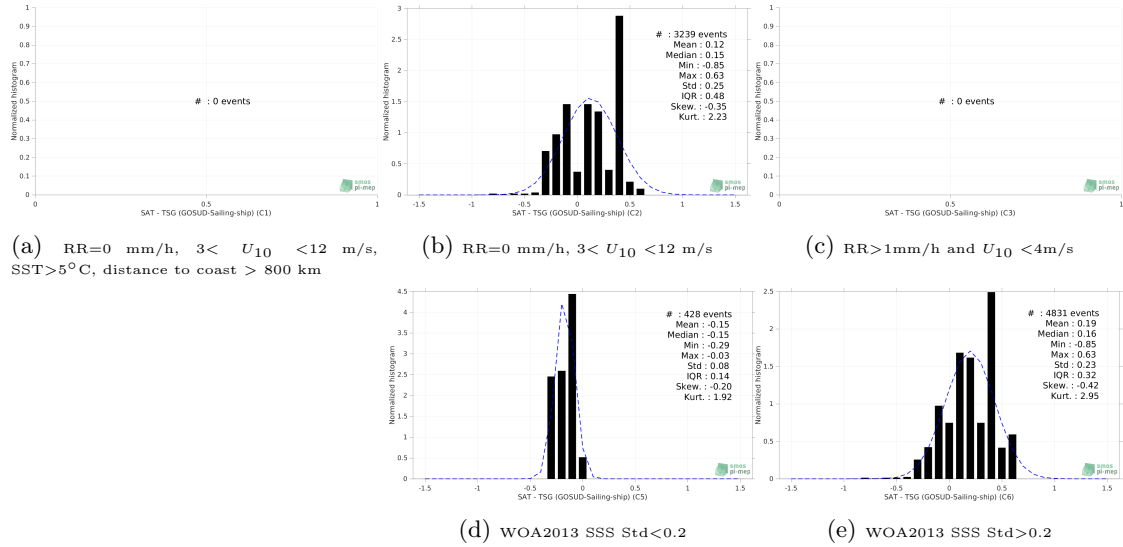 1
0.9
0.8
0.7
0.6
0.5
0.4
0.3
0.2
0.1
0
Normalized histogram
# : 0 events
0 0.5 1
SAT - TSG (GOSUD-Sailing-ship) (C1)
smos
pi-mep
(a) RR=0 mm/h, 3< U10 <12 m/s,
SST>5°C, distance to coast > 800 km
3
2.5
2
1.5
1
0.5
0
Normalized histogram
# : 3239 events
Mean : 0.12
Median : 0.15
Min : -0.85
Max : 0.63
Std : 0.25
IQR : 0.48
Skew. : -0.35
Kurt. : 2.23
-1.5 -1 -0.5 0 0.5 1 1.5
SAT - TSG (GOSUD-Sailing-ship) (C2)
smos
pi-mep
(b) RR=0 mm/h, 3< U10 <12 m/s
1
0.9
0.8
0.7
0.6
0.5
0.4
0.3
0.2
0.1
0
Normalized histogram
# : 0 events
0 0.5 1
SAT - TSG (GOSUD-Sailing-ship) (C3)
smos
pi-mep
(c) RR>1mm/h and U10 <4m/s
4.5
4
3.5
3
2.5
2
1.5
1
0.5
0
Normalized histogram
# : 428 events
Mean : -0.15
Median : -0.15
Min : -0.29
Max : -0.03
Std : 0.08
IQR : 0.14
Skew. : -0.20
Kurt. : 1.92
-1.5 -1 -0.5 0 0.5 1 1.5
SAT - TSG (GOSUD-Sailing-ship) (C5)
smos
pi-mep
(d) WOA2013 SSS Std<0.2
2.5
2
1.5
1
0.5
0
Normalized histogram
# : 4831 events
Mean : 0.19
Median : 0.16
Min : -0.85
Max : 0.63
Std : 0.23
IQR : 0.32
Skew. : -0.42
Kurt. : 2.95
-1.5 -1 -0.5 0 0.5 1 1.5
SAT - TSG (GOSUD-Sailing-ship) (C6)
smos
pi-mep
(e) WOA2013 SSS Std>0.2